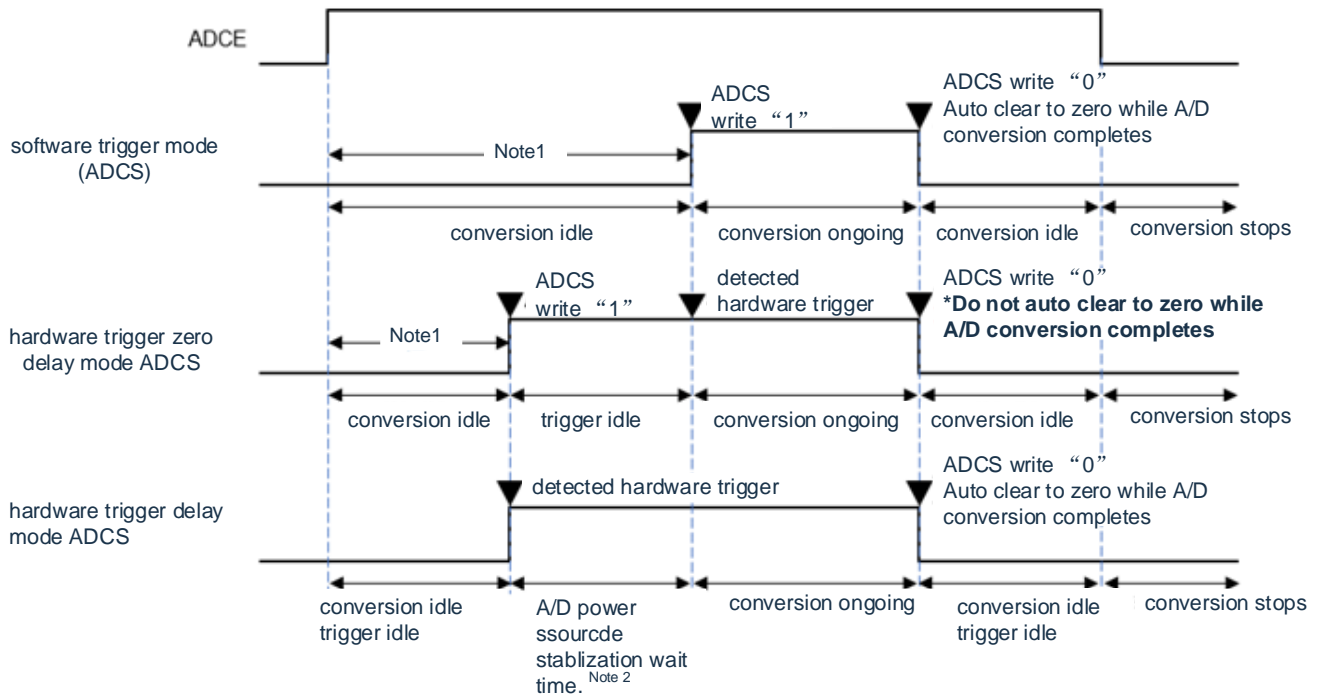 ADCE
software trigger mode
(ADCS)
Note1
ADCS
write “1”
ADCS write “0”
Auto clear to zero while A/D
conversion completes
conversion idle
conversion ongoing
conversion idle
conversion stops
hardware trigger zero
delay mode ADCS
Note1
ADCS
write “1”
detected
hardware trigger
ADCS write “0”
*Do not auto clear to zero while
A/D conversion completes
conversion idle
trigger idle
conversion ongoing
conversion idle
conversion stops
hardware trigger delay
mode ADCS
detected hardware trigger
ADCS write “0”
Auto clear to zero while A/D
conversion completes
conversion idle
trigger idle
A/D power
ssourcde
stablization wait
time. Note 2
conversion ongoing
conversion idle
trigger idle
conversion stops